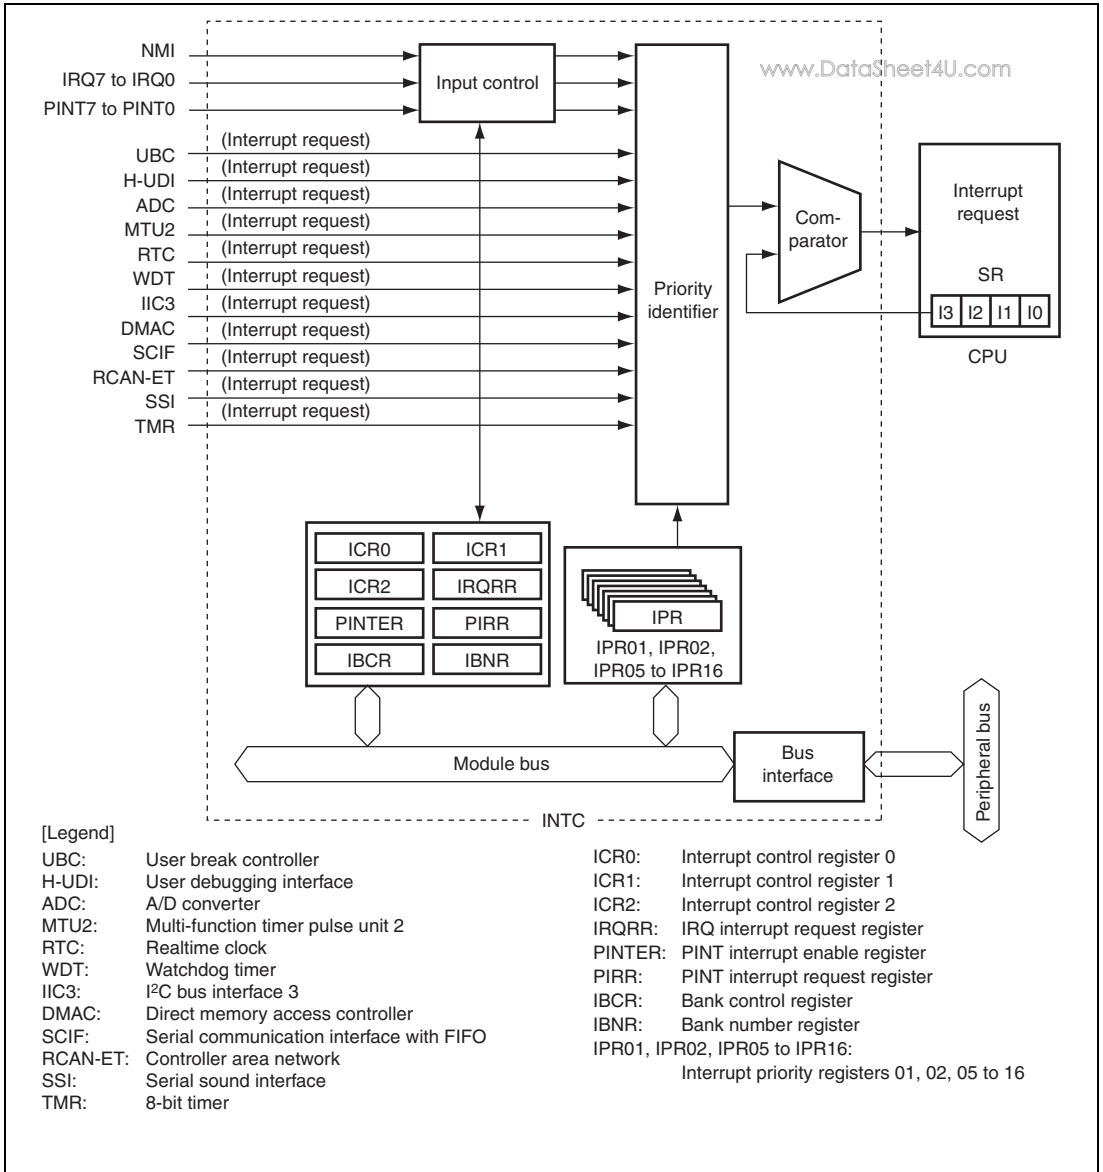 NMI
IRQ7 to IRQ0
PINT7 to PINT0
Input control
www.DataSheet4U.com
UBC
H-UDI
ADC
MTU2
RTC
WDT
IIC3
DMAC
SCIF
RCAN-ET
SSI
TMR
(Interrupt request)
(Interrupt request)
(Interrupt request)
(Interrupt request)
(Interrupt request)
(Interrupt request)
(Interrupt request)
(Interrupt request)
(Interrupt request)
(Interrupt request)
(Interrupt request)
Priority
identifier
Com-
parator
Interrupt
request
SR
I3 I2 I1 I0
CPU
ICR0 ICR1
ICR2 IRQRR
PINTER PIRR
IBCR IBNR
IPR
IPR01, IPR02,
IPR05 to IPR16
Module bus
Bus
interface
Peripheral bus
INTC
[Legend]
UBC: User break controller
H-UDI: User debugging interface
ADC: A/D converter
MTU2: Multi-function timer pulse unit 2
RTC: Realtime clock
WDT: Watchdog timer
IIC3: I²C bus interface 3
DMAC: Direct memory access controller
SCIF: Serial communication interface with FIFO
RCAN-ET: Controller area network
SSI: Serial sound interface
TMR: 8-bit timer
ICR0: Interrupt control register 0
ICR1: Interrupt control register 1
ICR2: Interrupt control register 2
IRQRR: IRQ interrupt request register
PINTER: PINT interrupt enable register
PIRR: PINT interrupt request register
IBCR: Bank control register
IBNR: Bank number register
IPR01, IPR02, IPR05 to IPR16:
Interrupt priority registers 01, 02, 05 to 16